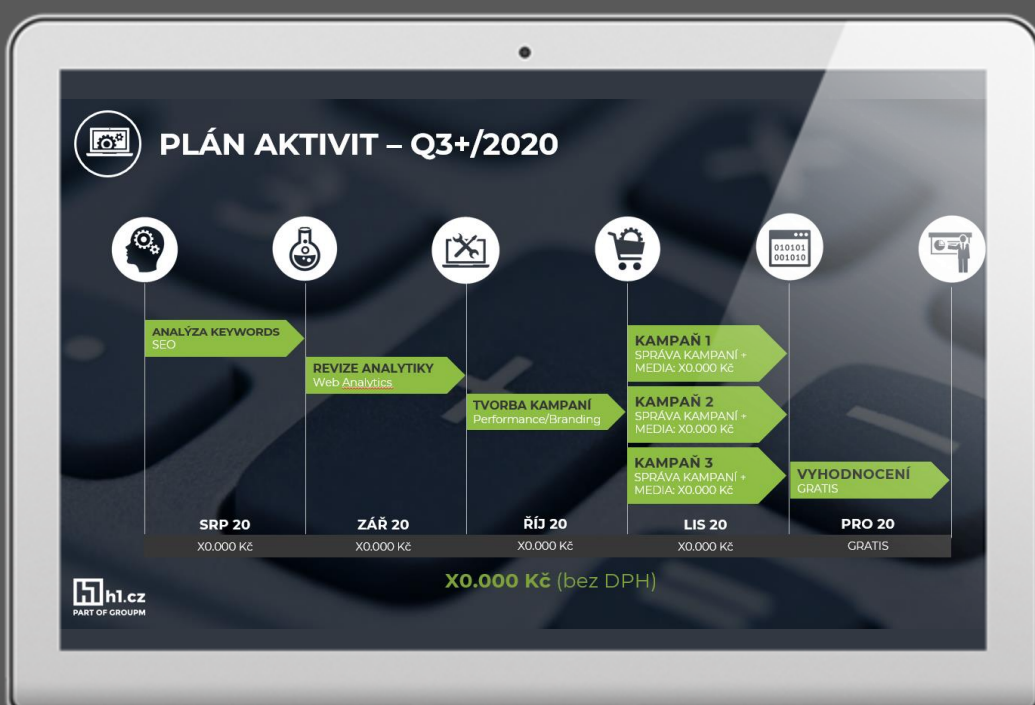 PLÁN AKTIVIT – Q3+/2020
010101
001010
ANALÝZA KEYWORDS
SEO
REVIZE ANALYTIKY
Web Analytics
TVORBA KAMPANÍ
Performance/Branding
KAMPAŇ 1
SPRÁVA KAMPANÍ +
MEDIA: X0.000 Kč
KAMPAŇ 2
SPRÁVA KAMPANÍ +
MEDIA: X0.000 Kč
KAMPAŇ 3
SPRÁVA KAMPANÍ +
MEDIA: X0.000 Kč
VYHODNOCENÍ
GRATIS
SRP 20 ZÁŘ 20 ŘÍJ 20 LIS 20 PRO 20
X0.000 Kč X0.000 Kč X0.000 Kč X0.000 Kč GRATIS
X0.000 Kč (bez DPH)
h1.cz
PART OF GROUPM